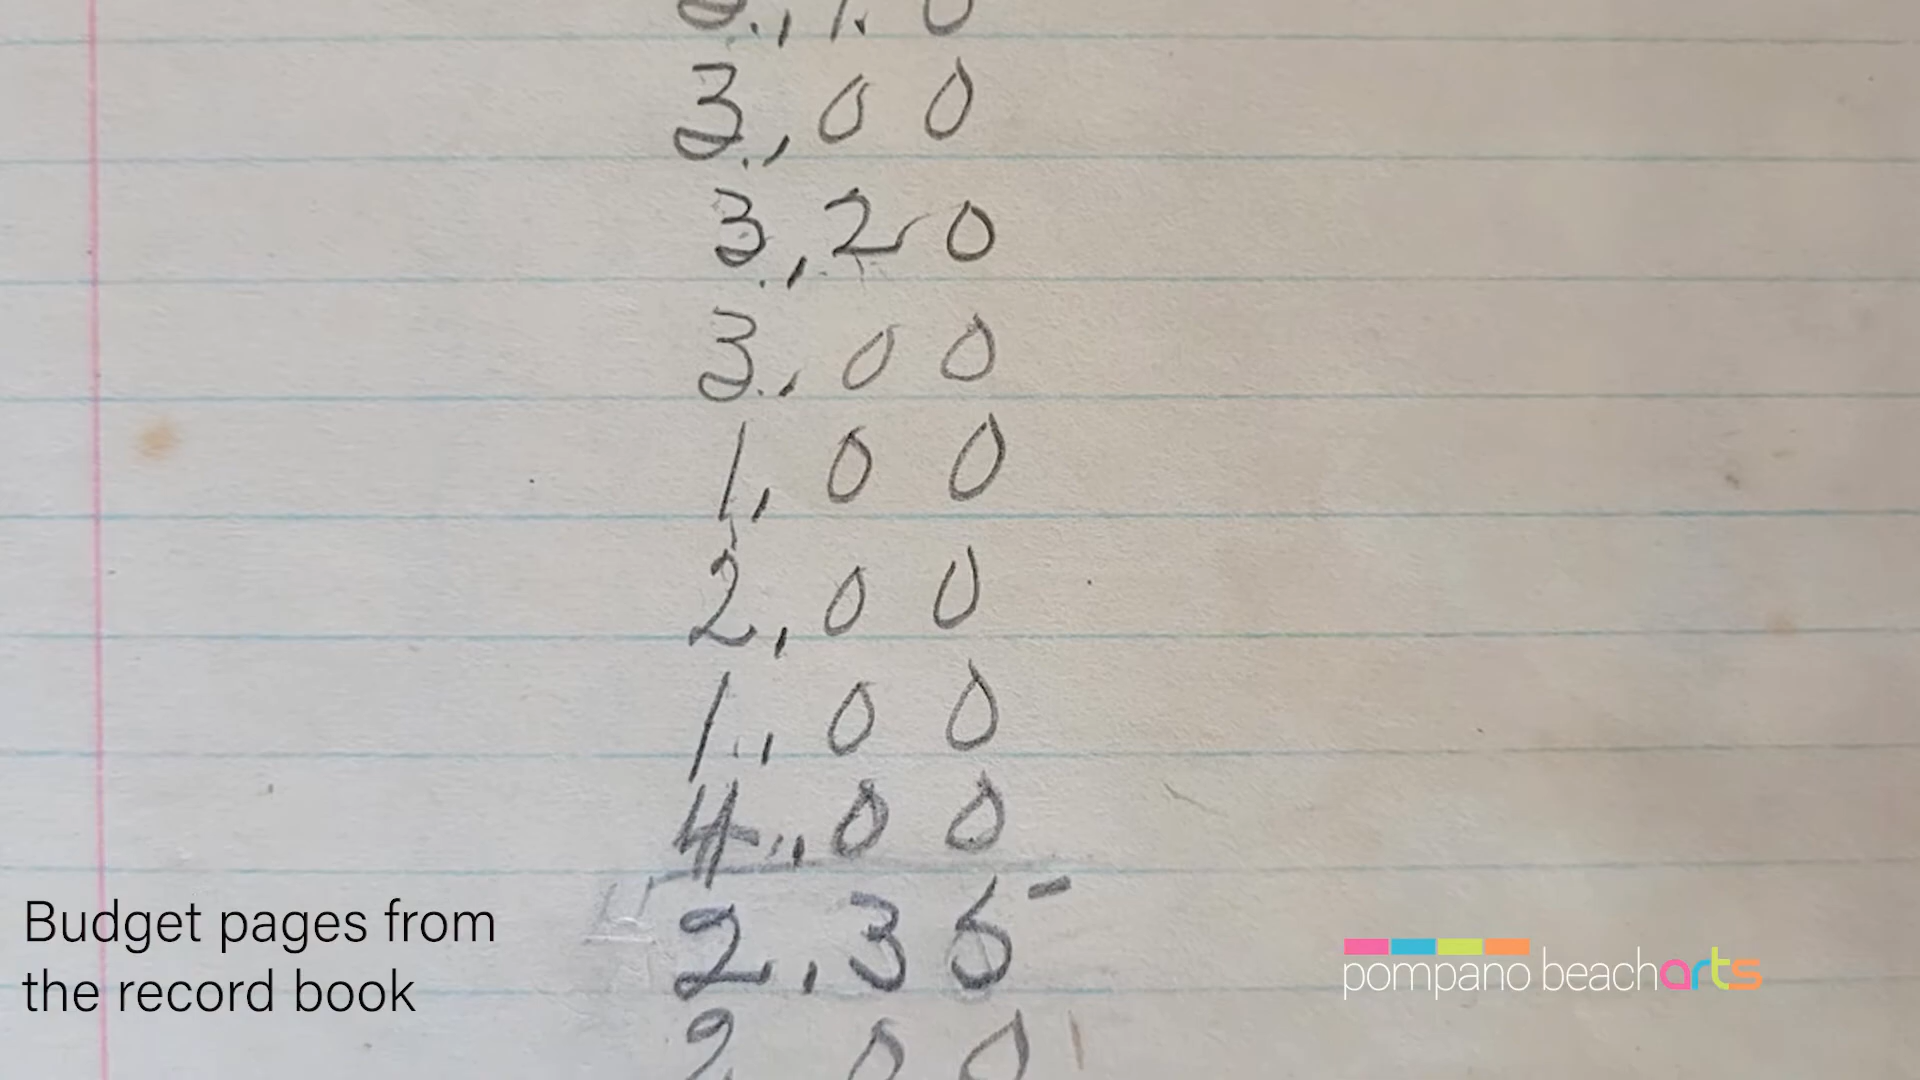 3,00
3,20
3,00
1,00
2,00
1,00
4,00
2,35
Budget pages from
the record book
pompano beacharts